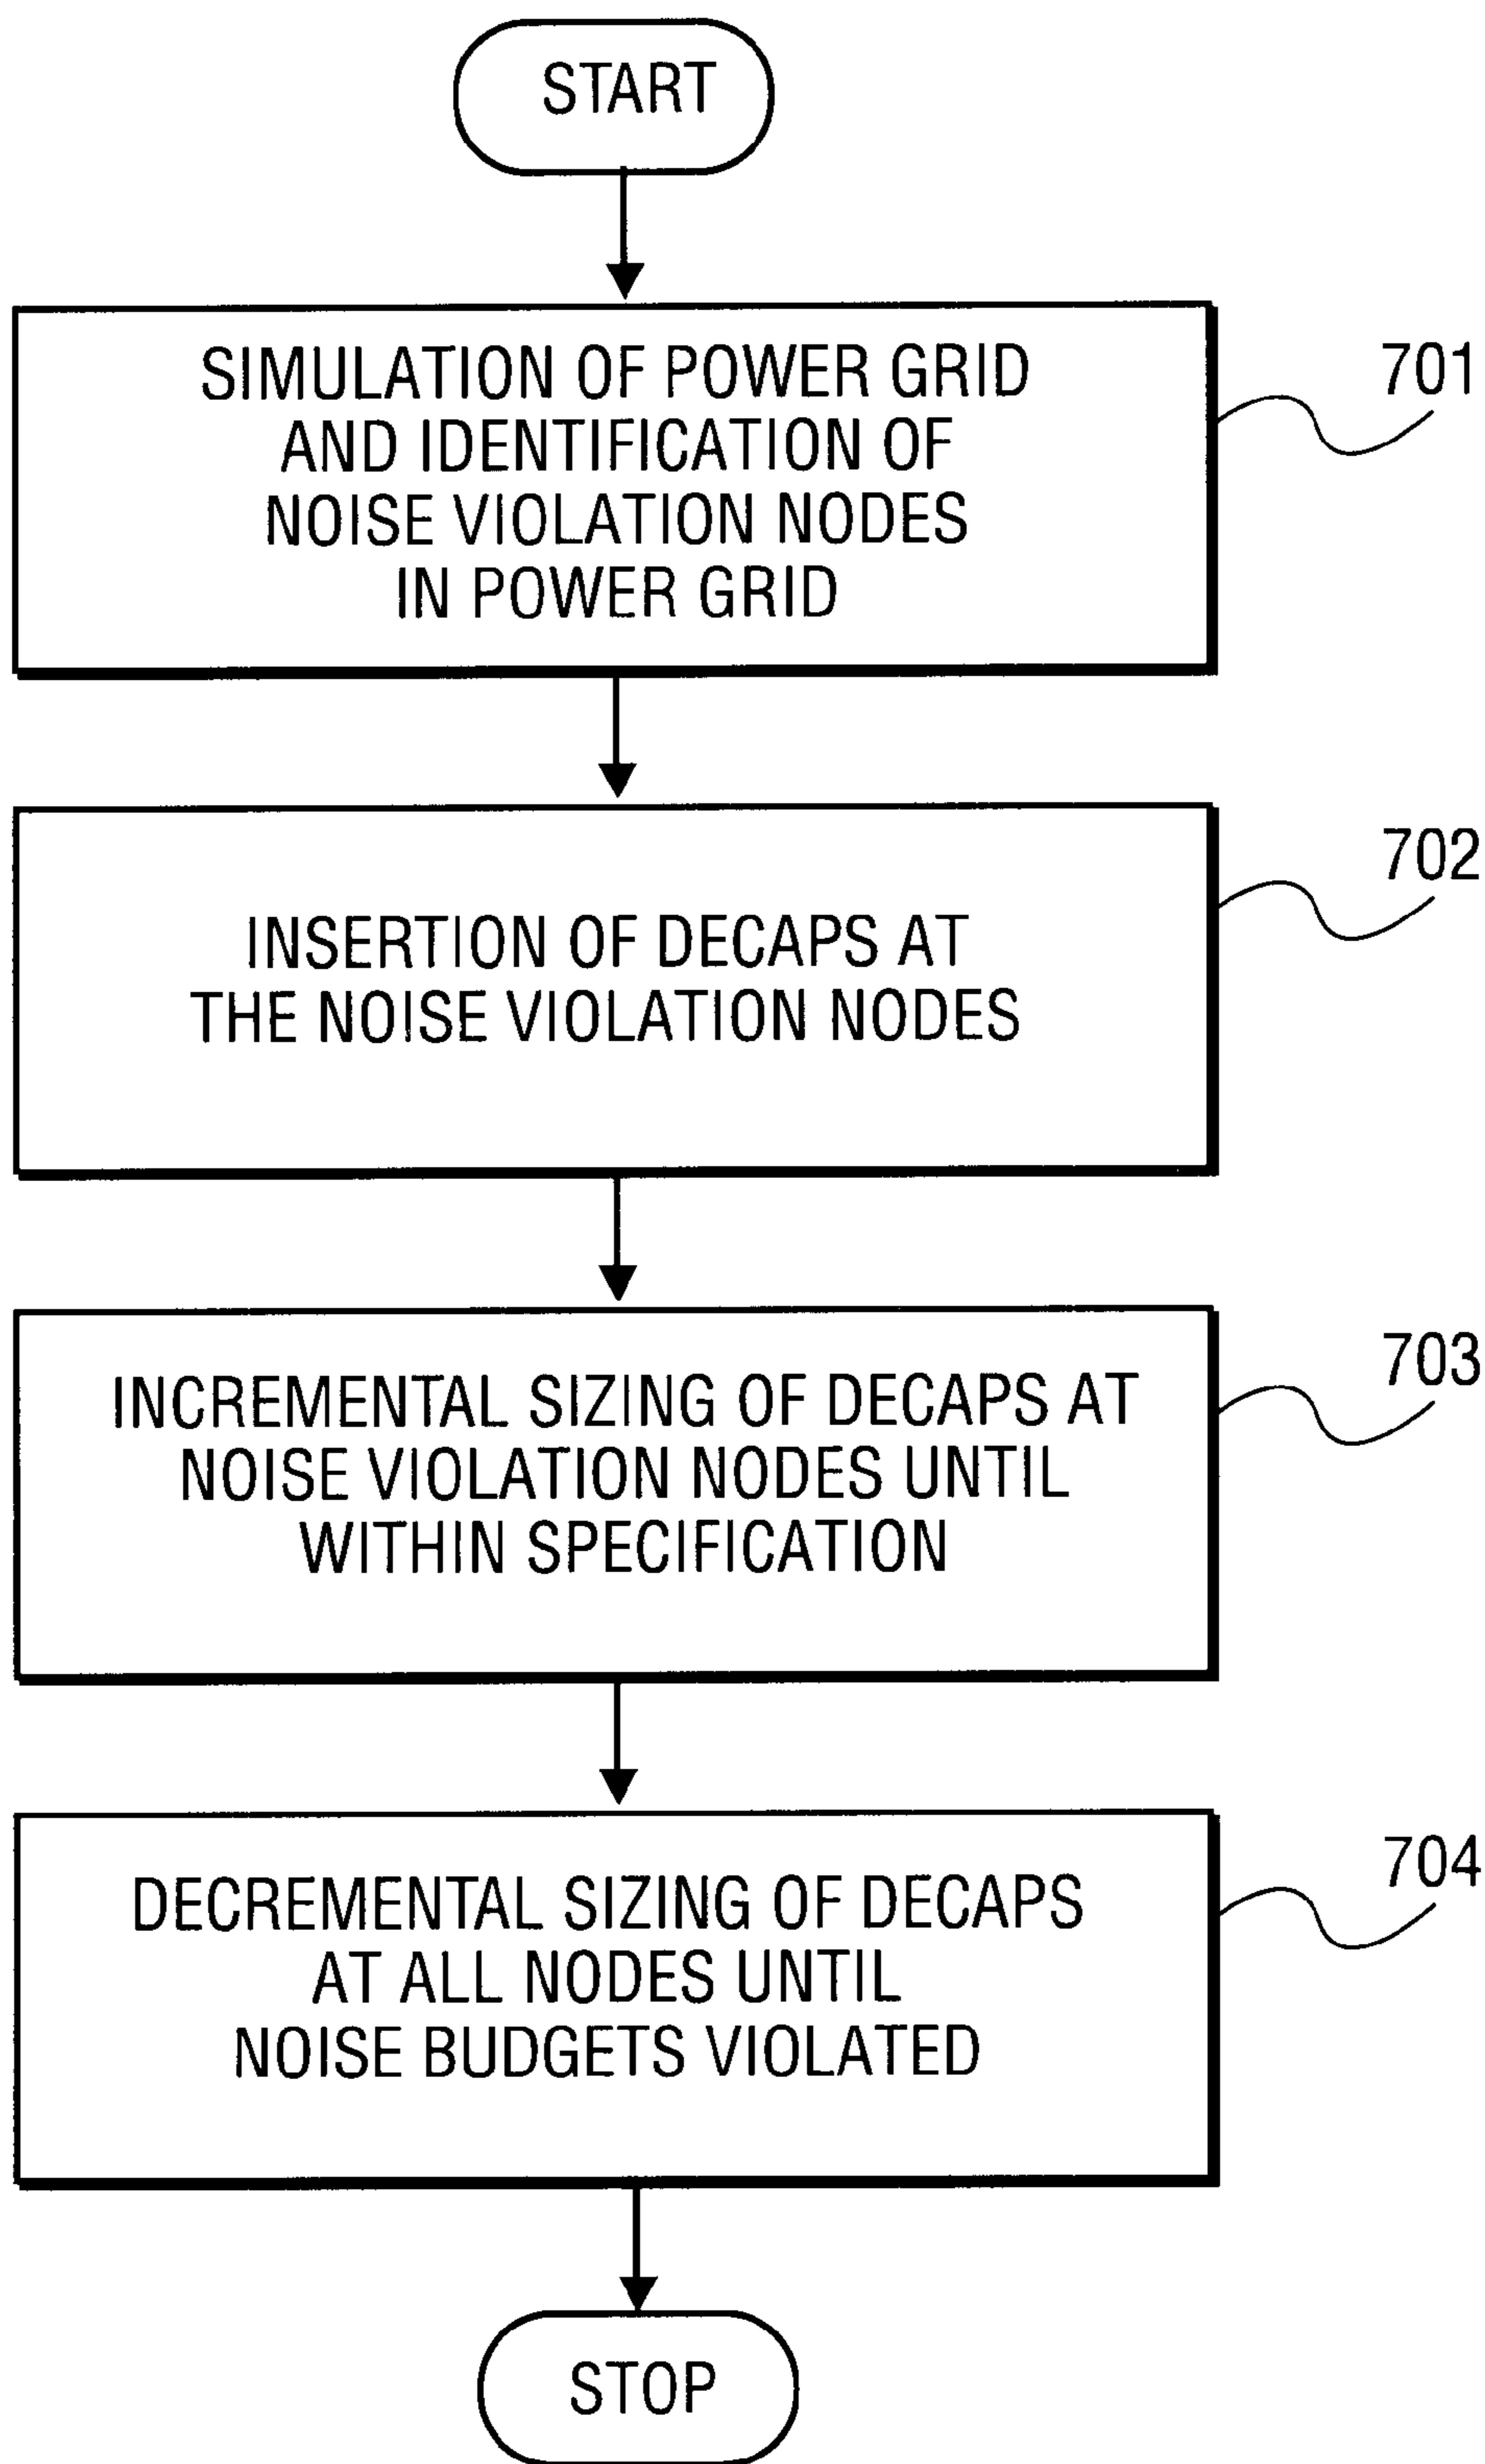 START
SIMULATION OF POWER GRID
AND IDENTIFICATION OF
NOISE VIOLATION NODES
IN POWER GRID
701
INSERTION OF DECAPS AT
THE NOISE VIOLATION NODES
702
INCREMENTAL SIZING OF DECAPS AT
NOISE VIOLATION NODES UNTIL
WITHIN SPECIFICATION
703
DECREMENTAL SIZING OF DECAPS
AT ALL NODES UNTIL
NOISE BUDGETS VIOLATED
704
STOP